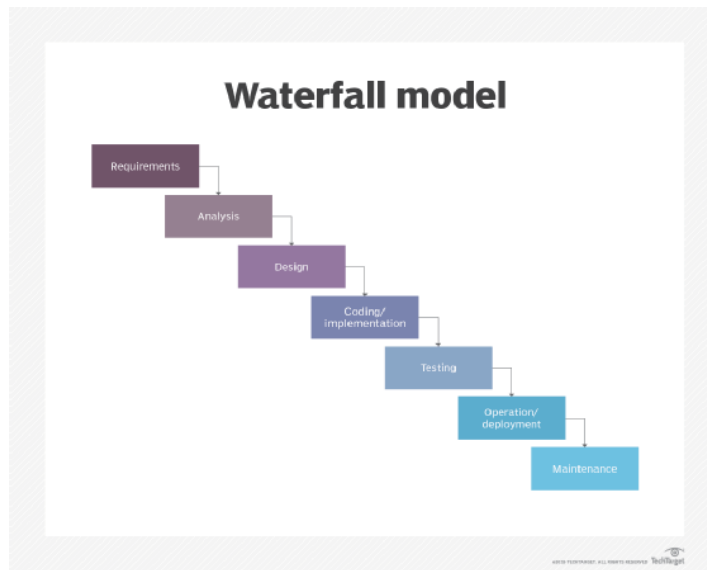 Waterfall model
Requirements
Analysis
Design
Coding/
implementation
Testing
Operation/
deployment
Maintenance
TechTarget